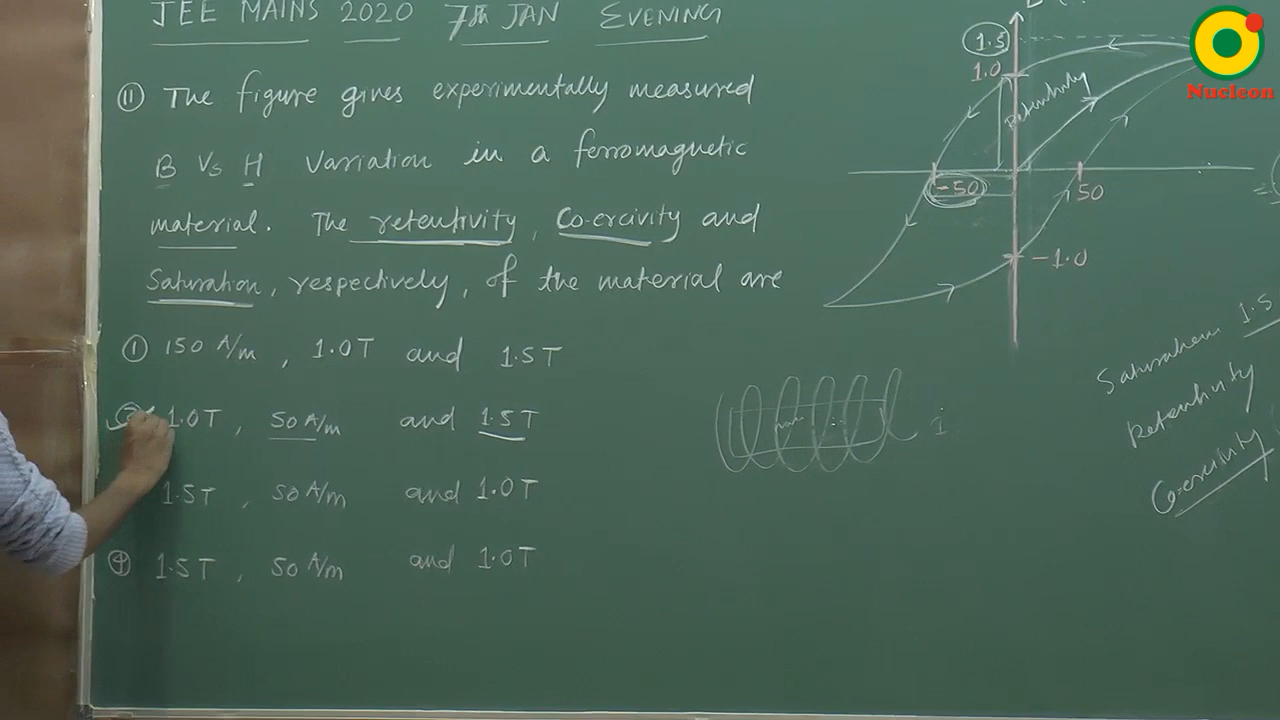 JEE MAINS 2020 7th JAN EVENING
11 The figure gives experimentally measured
B Vs H Variation in a ferromagnetic
material. The retentivity, Co-ercivity and
Saturation, respectively, of the material are
1 150 A/m, 1.0T and 1.5T
2 1.0T, 50 A/m and 1.5T
1.5T, 50 A/m and 1.0T
4 1.5T, 50 A/m and 1.0T
1.5
1.0
Retentivity
-50
50
-1.0
i
Saturation 1.5
Retentivity
Co-ercivity
Nucleon